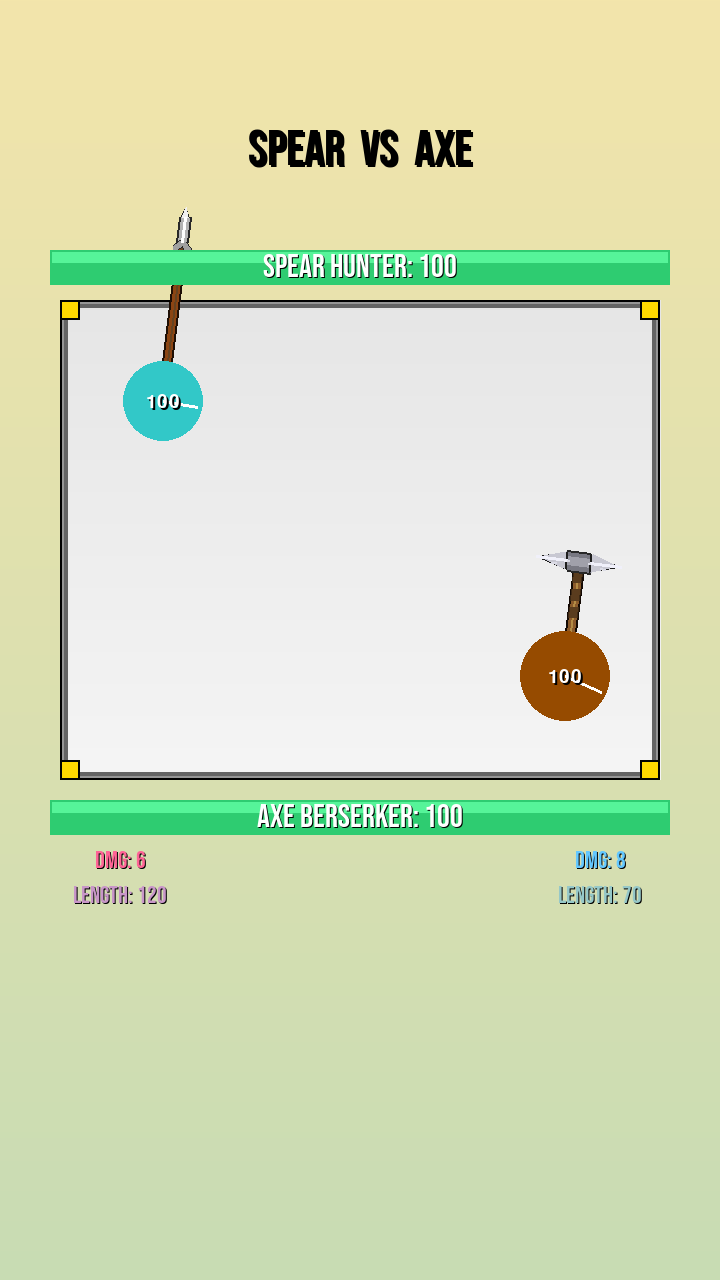 SPEAR VS AXE
SPEAR HUNTER: 100
100
100
AXE BERSERKER: 100
DMG: 6
DMG: 8
LENGTH: 120
LENGTH: 70